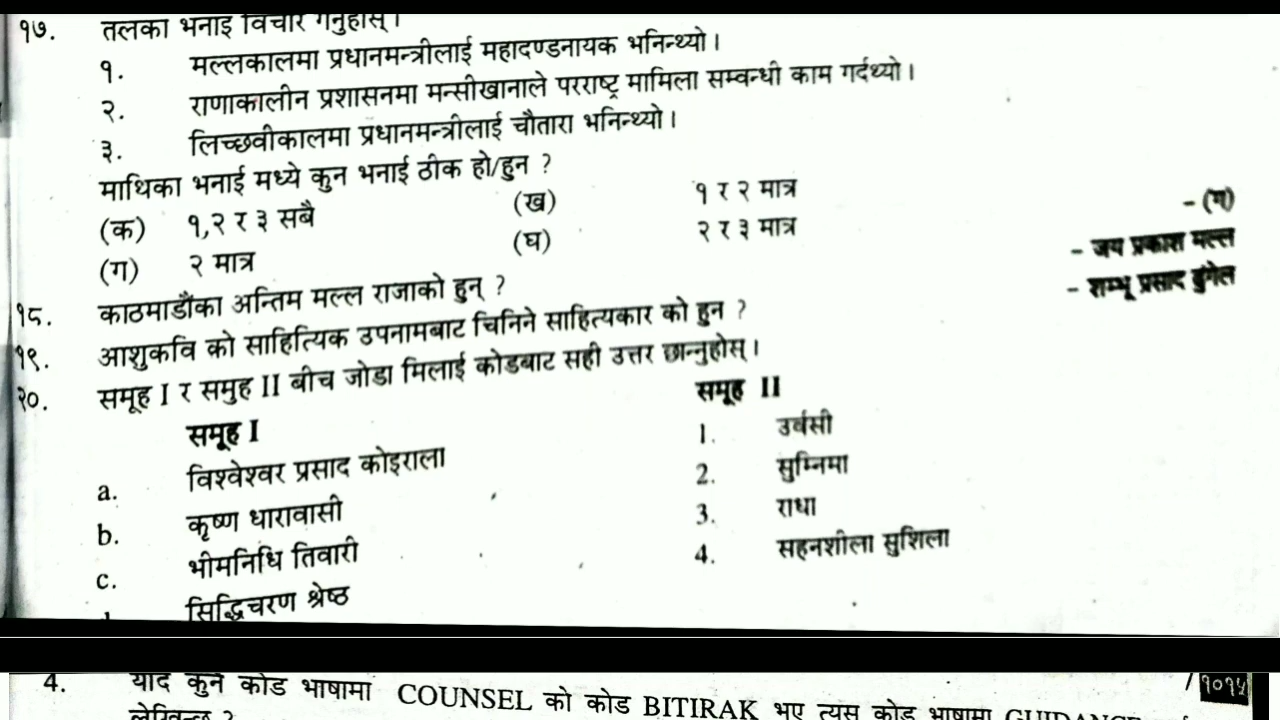 १७. तलका भनाइ विचार गर्नुहोस् ।
१. मल्लकालमा प्रधानमन्त्रीलाई महादण्डनायक भनिन्थ्यो ।
२. राणाकालीन प्रशासनमा मन्सीखानाले परराष्ट्र मामिला सम्वन्धी काम गर्दथ्यो ।
३. लिच्छवीकालमा प्रधानमन्त्रीलाई चौतारा भनिन्थ्यो ।
माथिका भनाई मध्ये कुन भनाई ठीक हो/हुन ?
(क) १,२ र ३ सबै (ख) १ र २ मात्र
(ग) २ मात्र (घ) २ र ३ मात्र – (ग)
१८. काठमाडौंका अन्तिम मल्ल राजाको हुन् ? – जय प्रकाश मल्ल
१९. आशुकवि को साहित्यिक उपनामबाट चिनिने साहित्यकार को हुन ? – शम्भू प्रसाद ढुंगेल
२०. समूह I र समुह II बीच जोडा मिलाई कोडबाट सही उत्तर छान्नुहोस् ।
समूह I समूह II
a. विश्वेश्वर प्रसाद कोइराला 1. उर्वसी
b. कृष्ण धारावासी 2. सुम्निमा
c. भीमनिधि तिवारी 3. राधा
सिद्धिचरण श्रेष्ठ 4. सहनशीला सुशिला
4. यदि कुनै कोड भाषामा COUNSEL को कोड BITIRAK भए त्यस कोड भाषामा GUIDANCE
लेखिन्छ ?